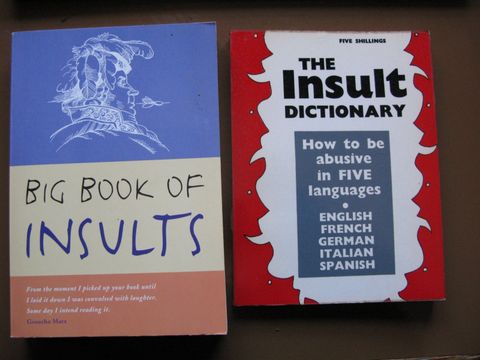 BIG BOOK OF
INSULTS
From the moment I picked up your book until
I laid it down I was convulsed with laughter.
Some day I intend reading it.
Groucho Marx
FIVE SHILLINGS
THE
Insult
DICTIONARY
How to be
abusive
in FIVE
languages
•
ENGLISH
FRENCH
GERMAN
ITALIAN
SPANISH